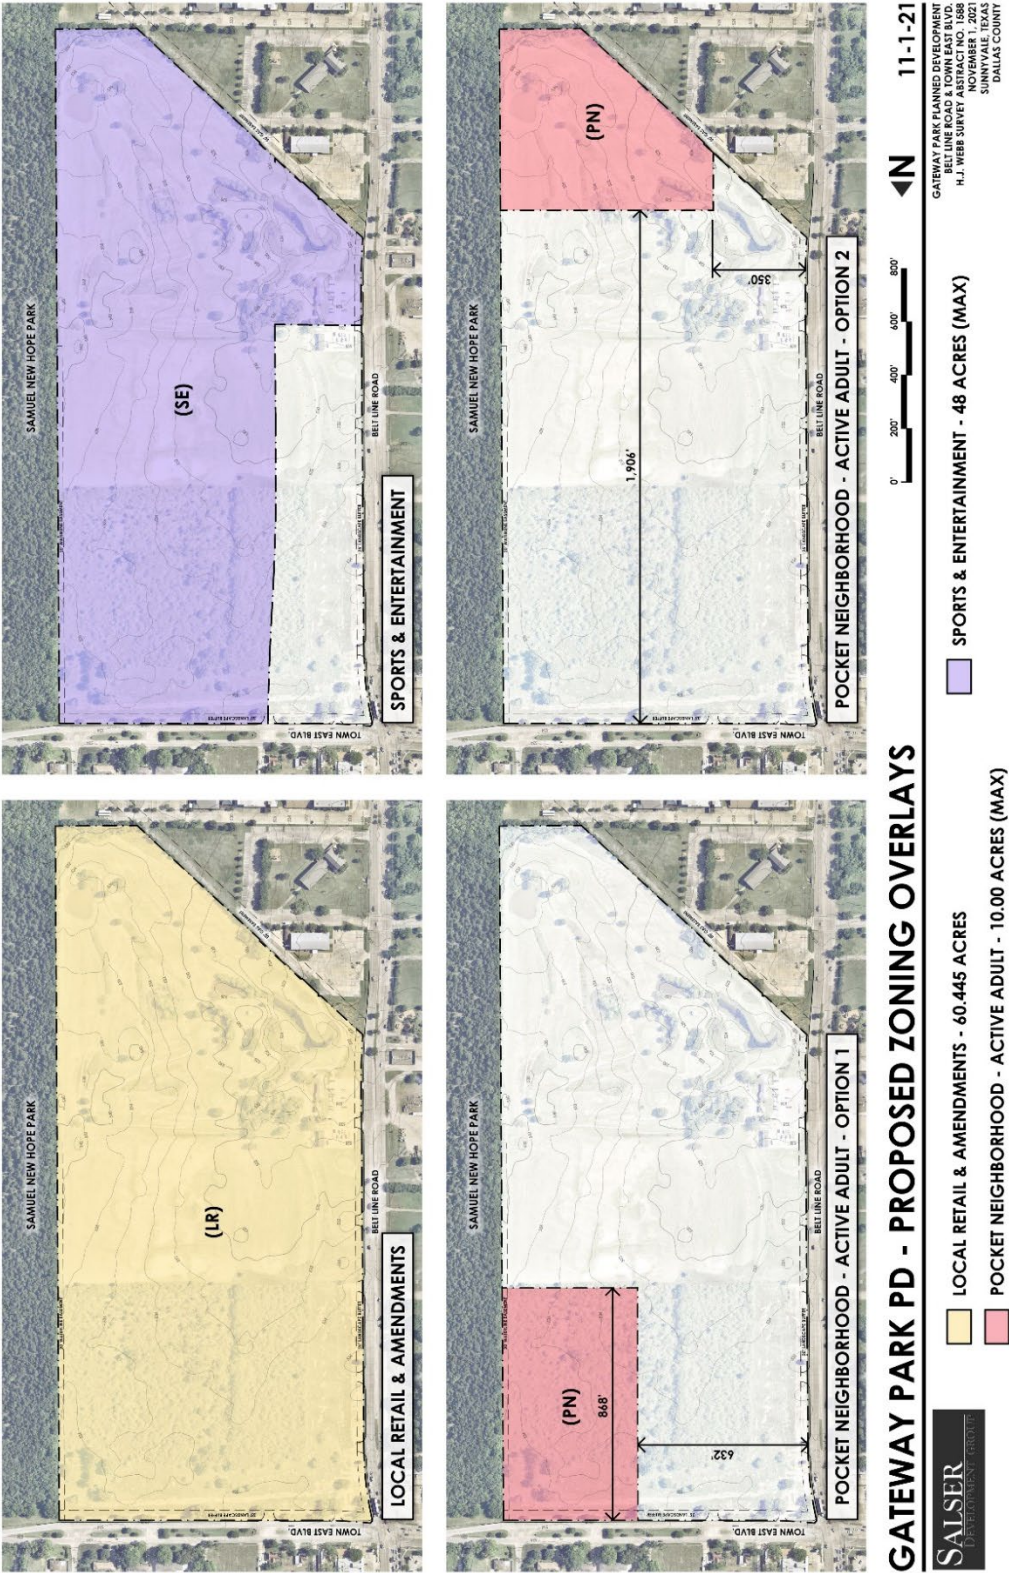 SAMUEL NEW HOPE PARK
(LR)
BELT LINE ROAD
TOWN EAST BLVD.
LOCAL RETAIL & AMENDMENTS
SAMUEL NEW HOPE PARK
(SE)
BELT LINE ROAD
TOWN EAST BLVD.
SPORTS & ENTERTAINMENT
SAMUEL NEW HOPE PARK
(PN)
868'
632'
BELT LINE ROAD
TOWN EAST BLVD.
POCKET NEIGHBORHOOD - ACTIVE ADULT - OPTION 1
SAMUEL NEW HOPE PARK
(PN)
1,906'
350'
BELT LINE ROAD
TOWN EAST BLVD.
POCKET NEIGHBORHOOD - ACTIVE ADULT - OPTION 2
GATEWAY PARK PD - PROPOSED ZONING OVERLAYS
0' 200' 400' 600' 800'
N
11-1-21
SALSER
DEVELOPMENT GROUP
LOCAL RETAIL & AMENDMENTS - 60.445 ACRES
POCKET NEIGHBORHOOD - ACTIVE ADULT - 10.00 ACRES (MAX)
SPORTS & ENTERTAINMENT - 48 ACRES (MAX)
GATEWAY PARK PLANNED DEVELOPMENT
BELT LINE ROAD & TOWN EAST BLVD.
H.J. WEBB SURVEY ABSTRACT NO. 1588
NOVEMBER 1, 2021
SUNNYVALE, TEXAS
DALLAS COUNTY